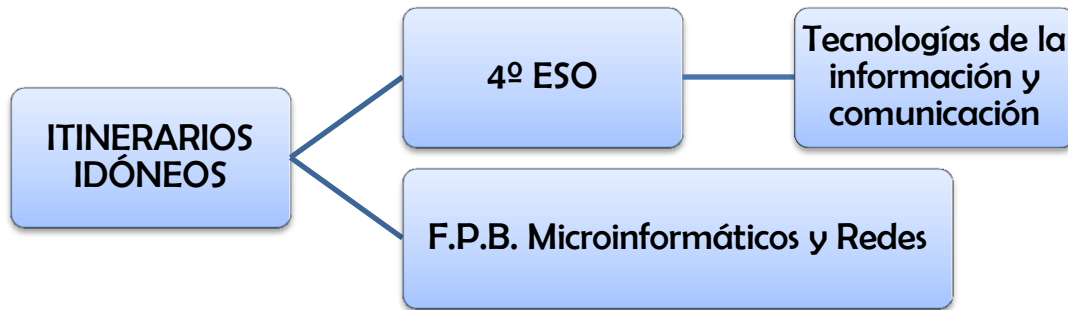 ITINERARIOS
IDÓNEOS
4º ESO
Tecnologías de la
información y
comunicación
F.P.B. Microinformáticos y Redes